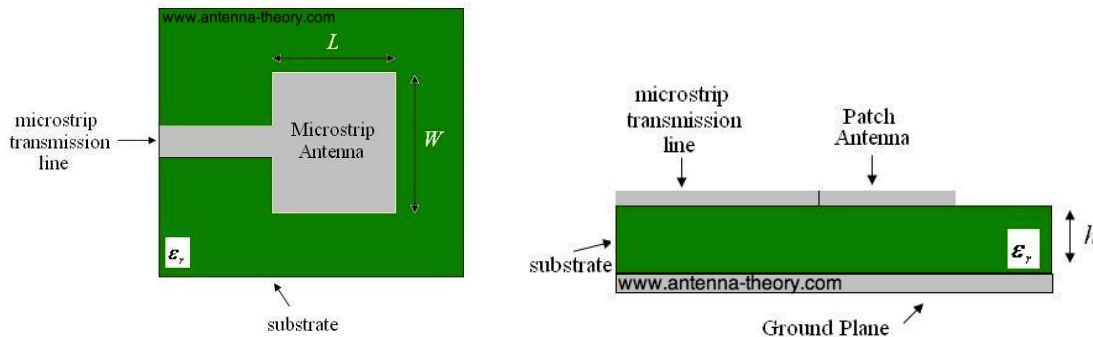 www.antenna-theory.com
L
microstrip
transmission
line
Microstrip
Antenna
W
εr
substrate
microstrip
transmission
line
Patch
Antenna
substrate
εr
h
www.antenna-theory.com
Ground Plane